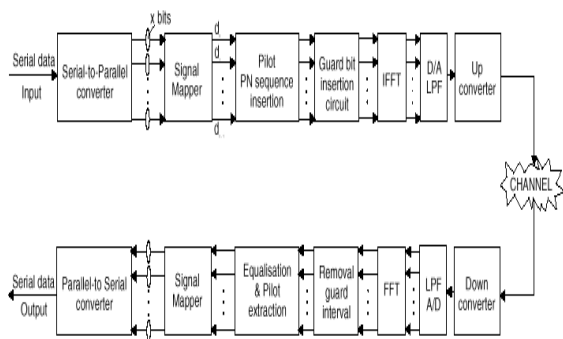 x bits
Serial data
Input
Serial-to-Parallel
converter
Signal
Mapper
d
d
d
Pilot
PN sequence
insertion
Guard bit
insertion
circuit
IFFT
D/A
LPF
Up
converter
CHANNEL
Serial data
Output
Parallel-to Serial
converter
Signal
Mapper
Equalisation
& Pilot
extraction
Removal
guard
interval
FFT
LPF
A/D
Down
converter